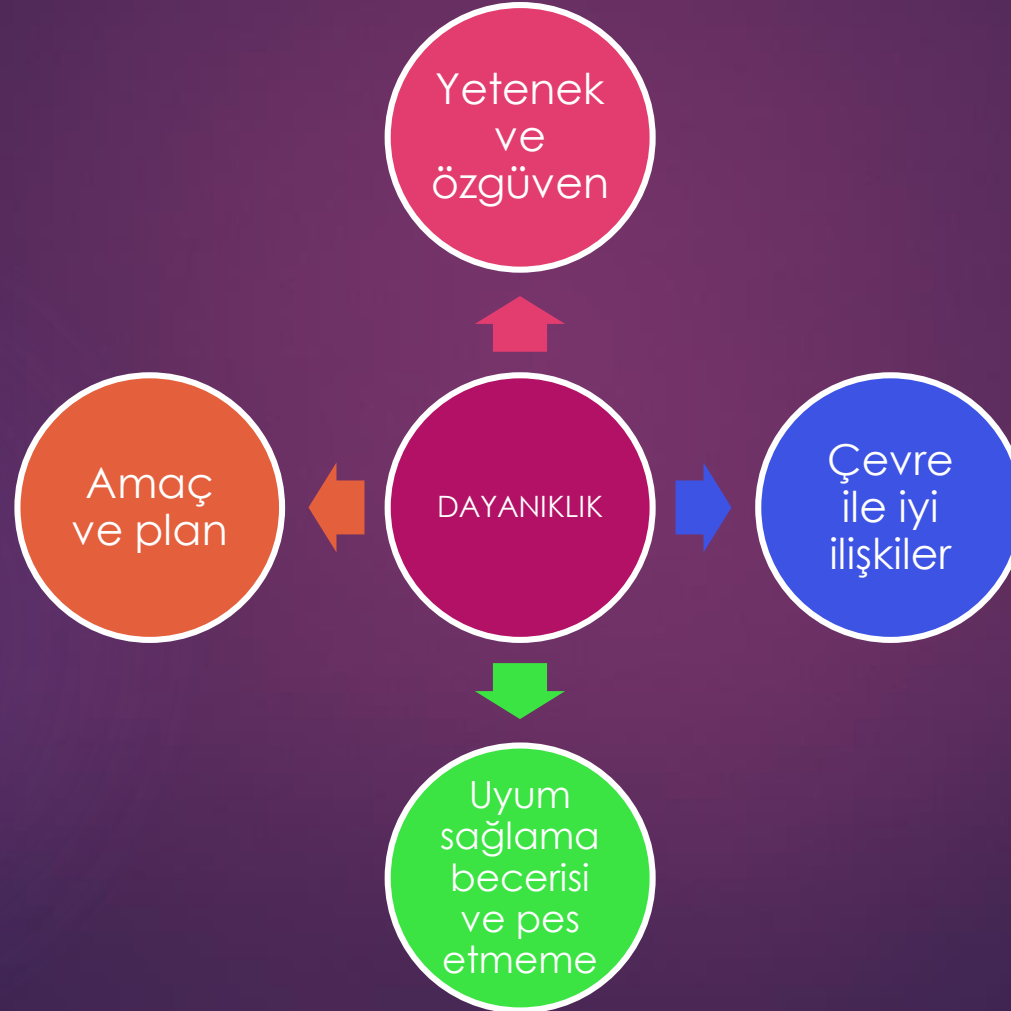 Yetenek
ve
özgüven
Amaç
ve plan
DAYANIKLIK
Çevre
ile iyi
ilişkiler
Uyum
sağlama
becerisi
ve pes
etmeme